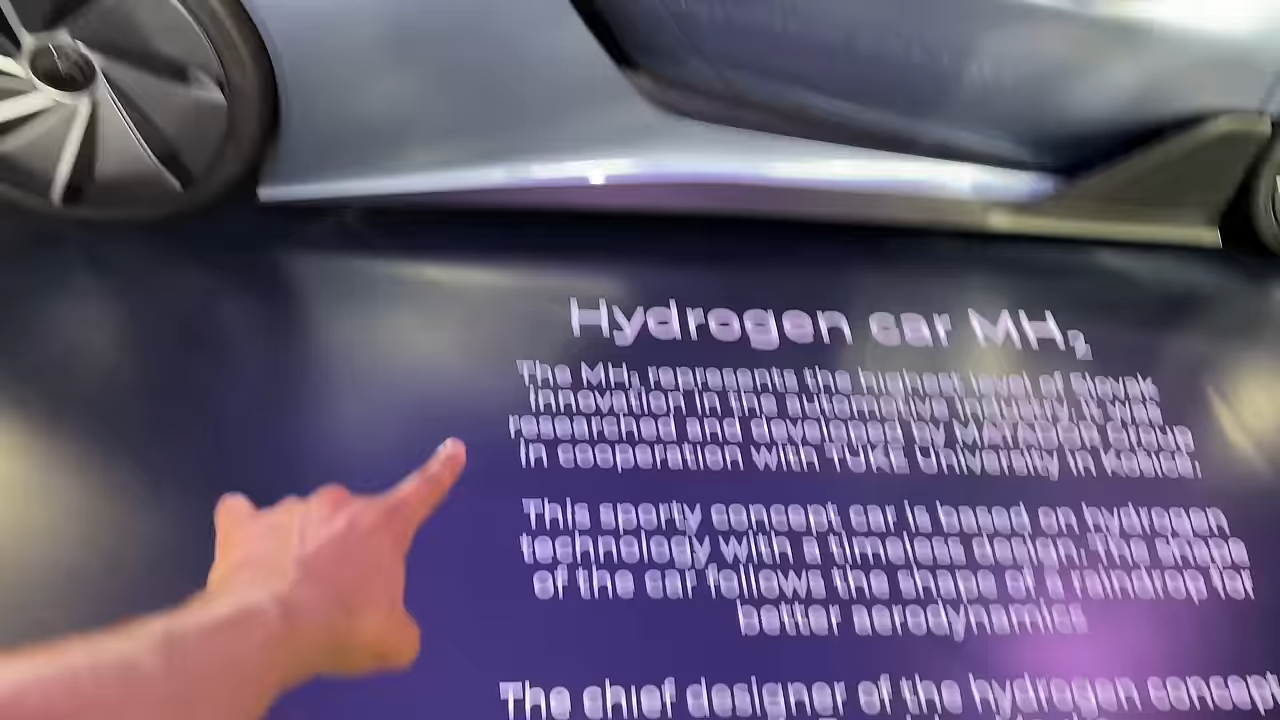 Hydrogen car MH₂
The MH₂ represents the highest level of Slovak
innovation in the automotive industry. It was
researched and developed by MATADOR Group
in cooperation with TUKE University in Košice.
This sporty concept car is based on hydrogen
technology with a timeless design. The shape
of the car follows the shape of a raindrop for
better aerodynamics
The chief designer of the hydrogen concept